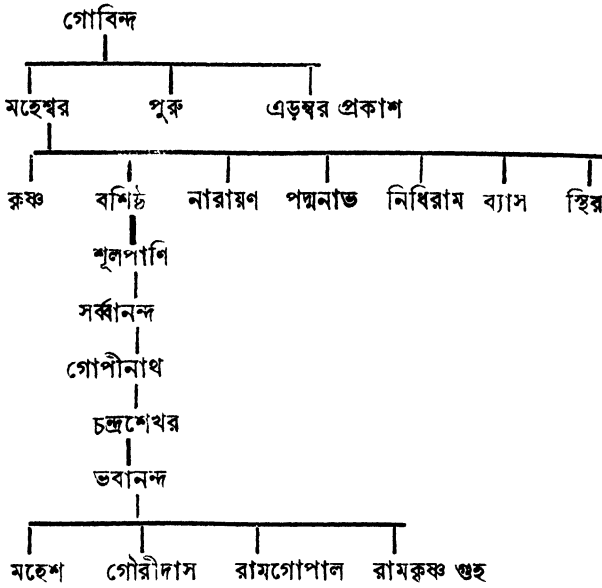 গোবিন্দ
মহেশ্বর পুরু এড়ম্বর প্রকাশ
কৃষ্ণ বশিষ্ঠ নারায়ণ পদ্মনাভ নিধিরাম ব্যাস স্থির
শূলপাণি
সর্ব্বানন্দ
গোপীনাথ
চন্দ্রশেখর
ভবানন্দ
মহেশ গৌরীদাস রামগোপাল রামকৃষ্ণ গুহ